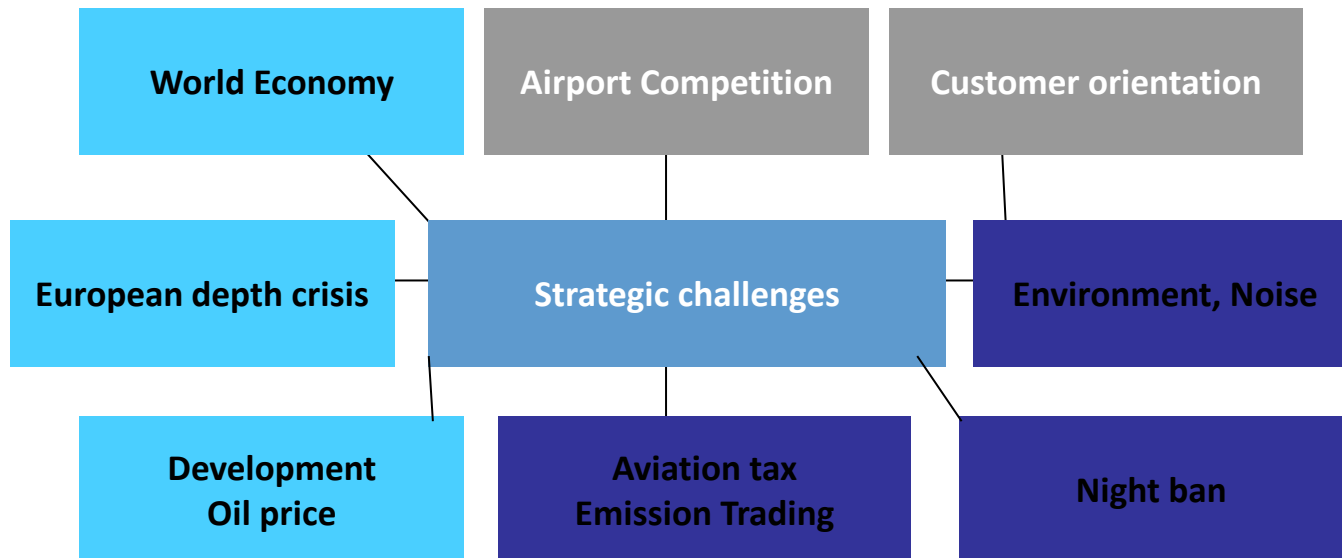 World Economy
Airport Competition
Customer orientation
European depth crisis
Strategic challenges
Environment, Noise
Development
Oil price
Aviation tax
Emission Trading
Night ban